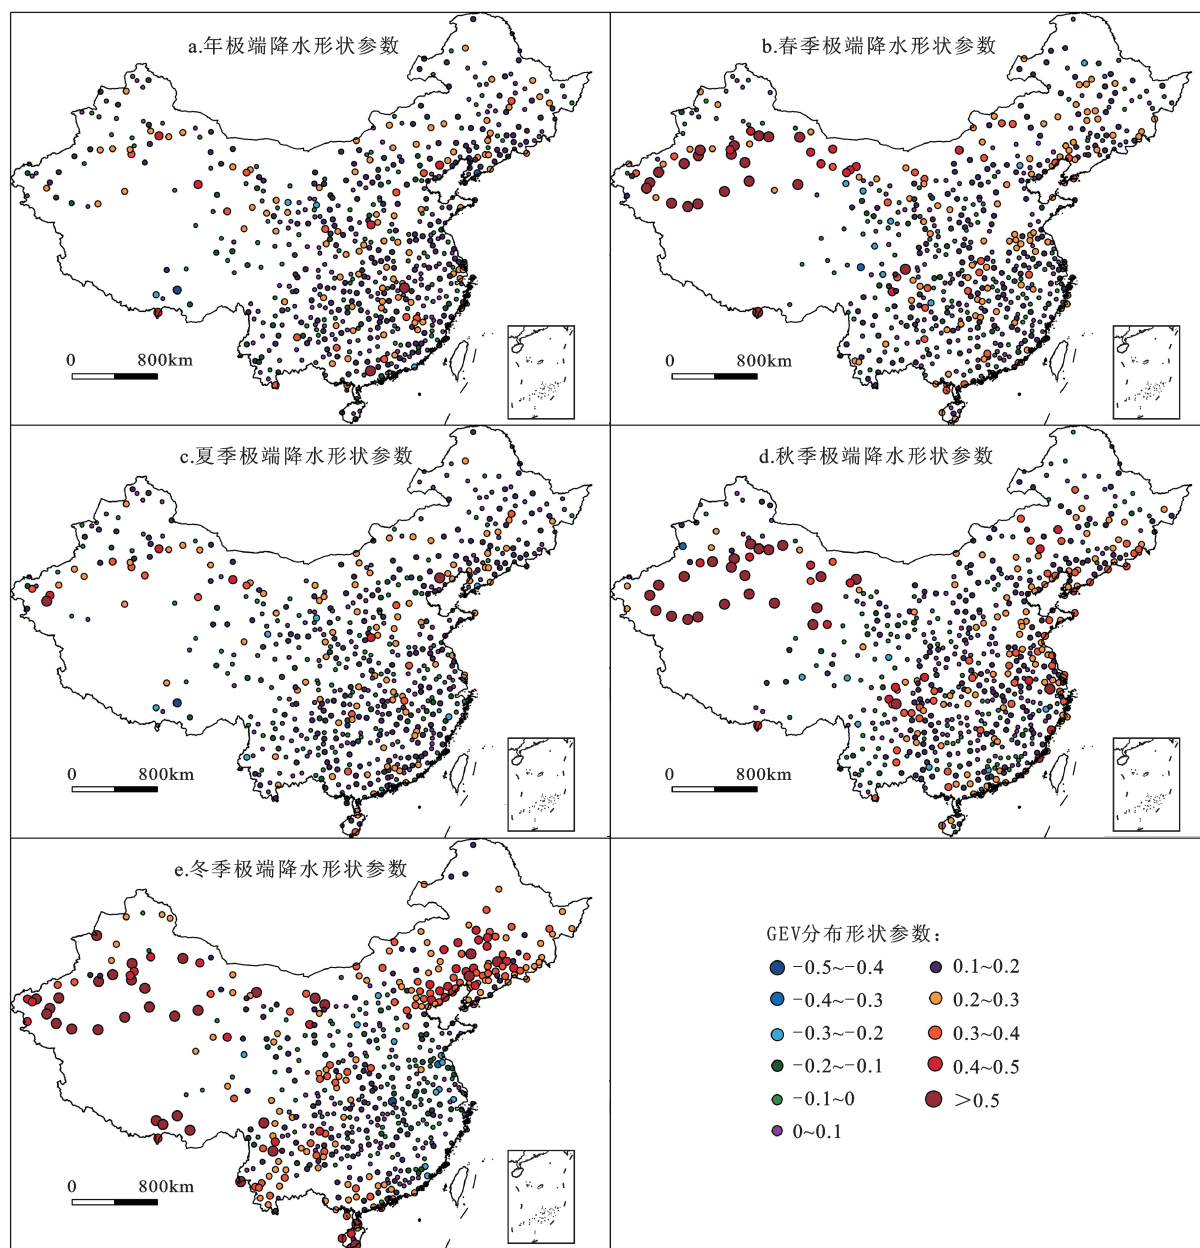 a.年极端降水形状参数
b.春季极端降水形状参数
0 800km
0 800km
c.夏季极端降水形状参数
d.秋季极端降水形状参数
0 800km
0 800km
e.冬季极端降水形状参数
0 800km
GEV分布形状参数：
−0.5~−0.4
−0.4~−0.3
−0.3~−0.2
−0.2~−0.1
−0.1~0
0~0.1
0.1~0.2
0.2~0.3
0.3~0.4
0.4~0.5
＞0.5